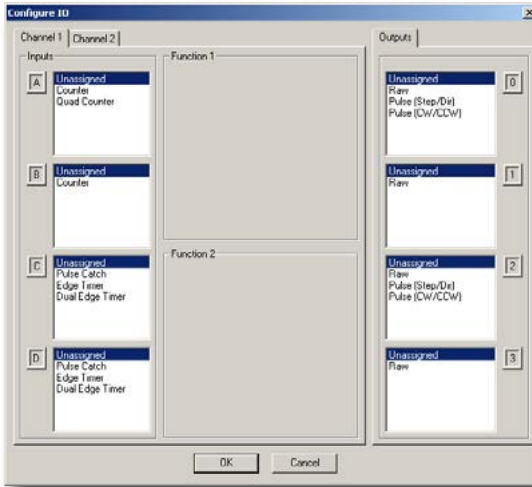 Configure IO
Channel 1 Channel 2 Outputs
Inputs Function 1
A
Unassigned
Counter
Quad Counter
B
Unassigned
Counter
C
Unassigned
Pulse Catch
Edge Timer
Dual Edge Timer
D
Unassigned
Pulse Catch
Edge Timer
Dual Edge Timer
Function 2
Unassigned
Raw
Pulse (Step/Dir)
Pulse (CW/CCW)
0
Unassigned
Raw
1
Unassigned
Raw
Pulse (Step/Dir)
Pulse (CW/CCW)
2
Unassigned
Raw
3
OK Cancel